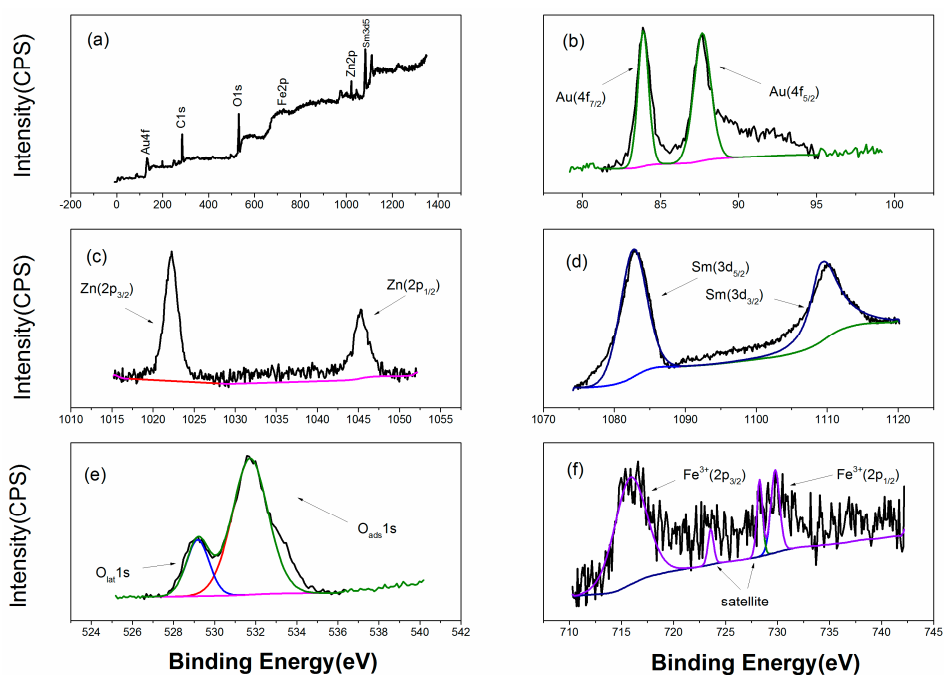 (a)
Au4f
C1s
O1s
Fe2p
Zn2p
Sm3d5
-200 0 200 400 600 800 1000 1200 1400
Intensity(CPS)
(b)
Au(4f7/2)
Au(4f5/2)
80 85 90 95 100
(c)
Zn(2p3/2)
Zn(2p1/2)
1010 1015 1020 1025 1030 1035 1040 1045 1050 1055
Intensity(CPS)
(d)
Sm(3d5/2)
Sm(3d3/2)
1070 1080 1090 1100 1110 1120
(e)
Oads1s
Olat1s
524 526 528 530 532 534 536 538 540 542
Intensity(CPS)
Binding Energy(eV)
(f)
Fe3+(2p3/2)
Fe3+(2p1/2)
satellite
710 715 720 725 730 735 740 745
Binding Energy(eV)